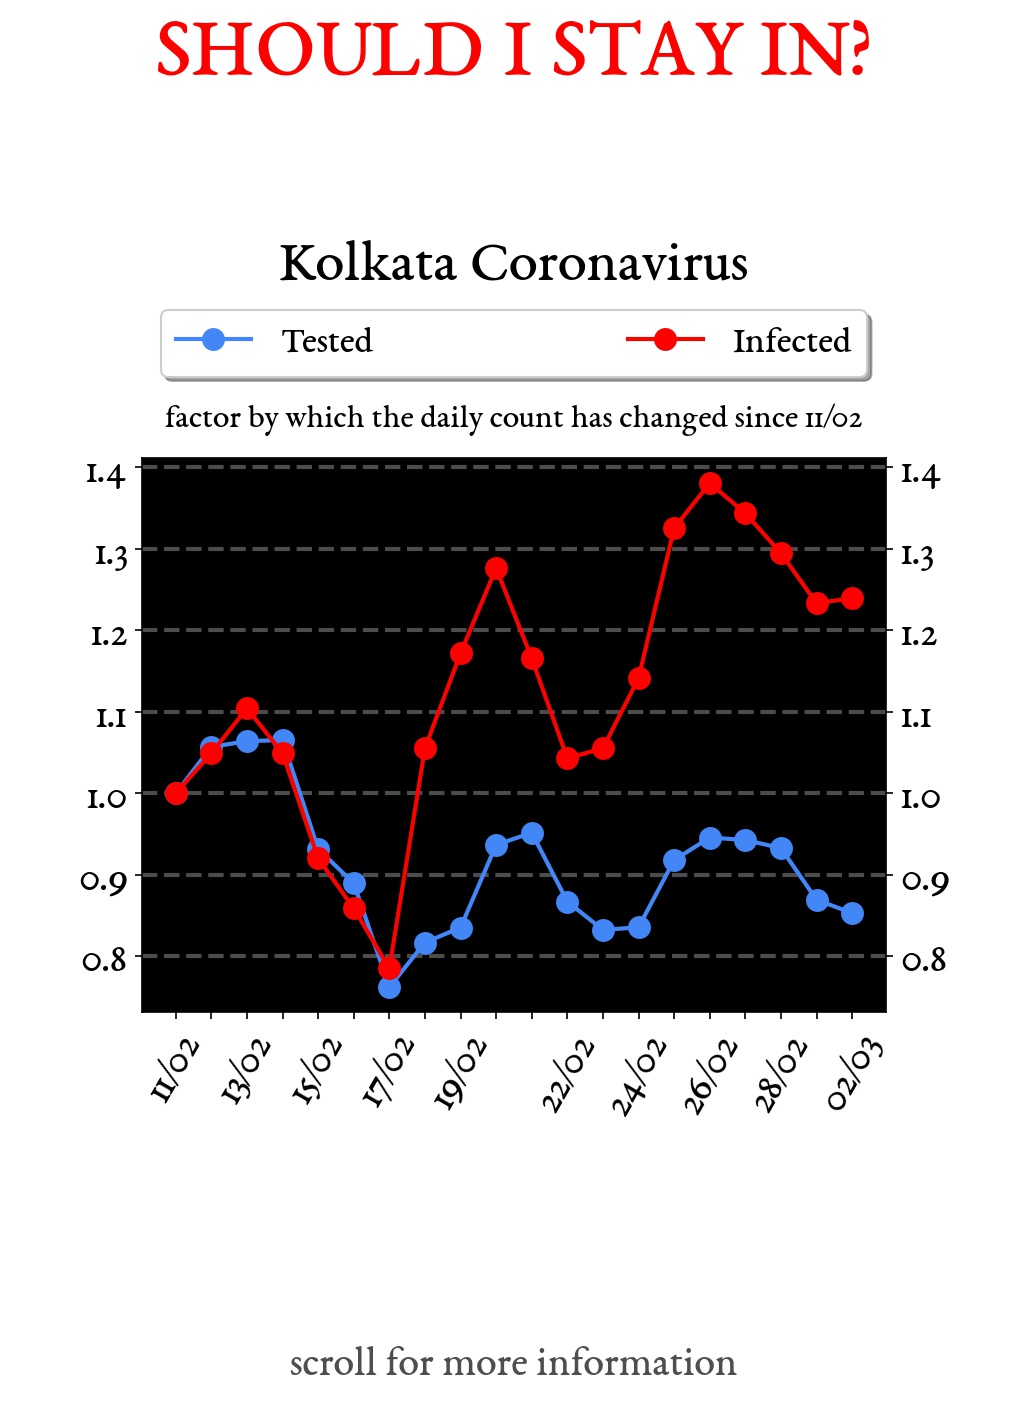 SHOULD I STAY IN?
Kolkata Coronavirus
Tested Infected
factor by which the daily count has changed since 11/02
1.4 1.4
1.3 1.3
1.2 1.2
1.1 1.1
1.0 1.0
0.9 0.9
0.8 0.8
11/02 13/02 15/02 17/02 19/02 22/02 24/02 26/02 28/02 02/03
scroll for more information